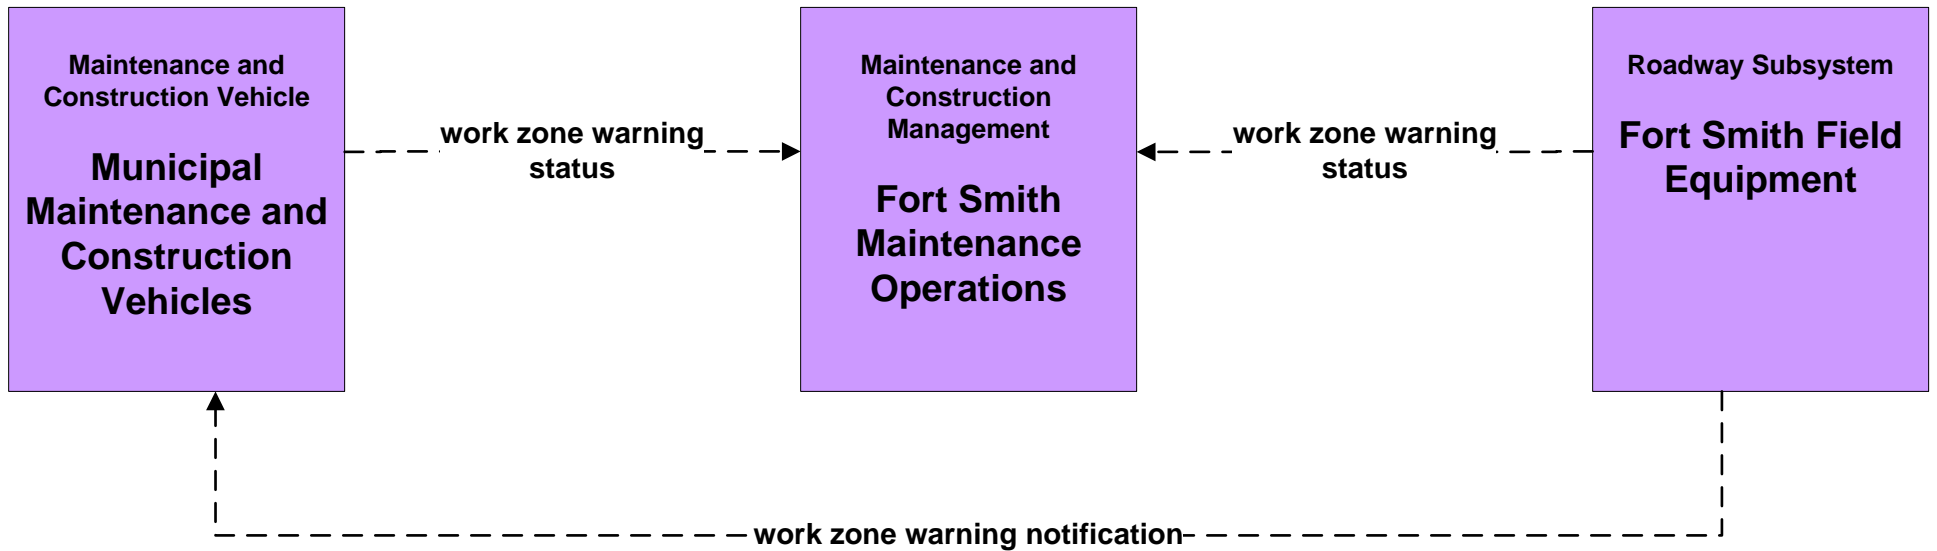 Maintenance and
Construction Vehicle
Municipal
Maintenance and
Construction
Vehicles
work zone warning
status
Maintenance and
Construction
Management
Fort Smith
Maintenance
Operations
work zone warning
status
Roadway Subsystem
Fort Smith Field
Equipment
work zone warning notification